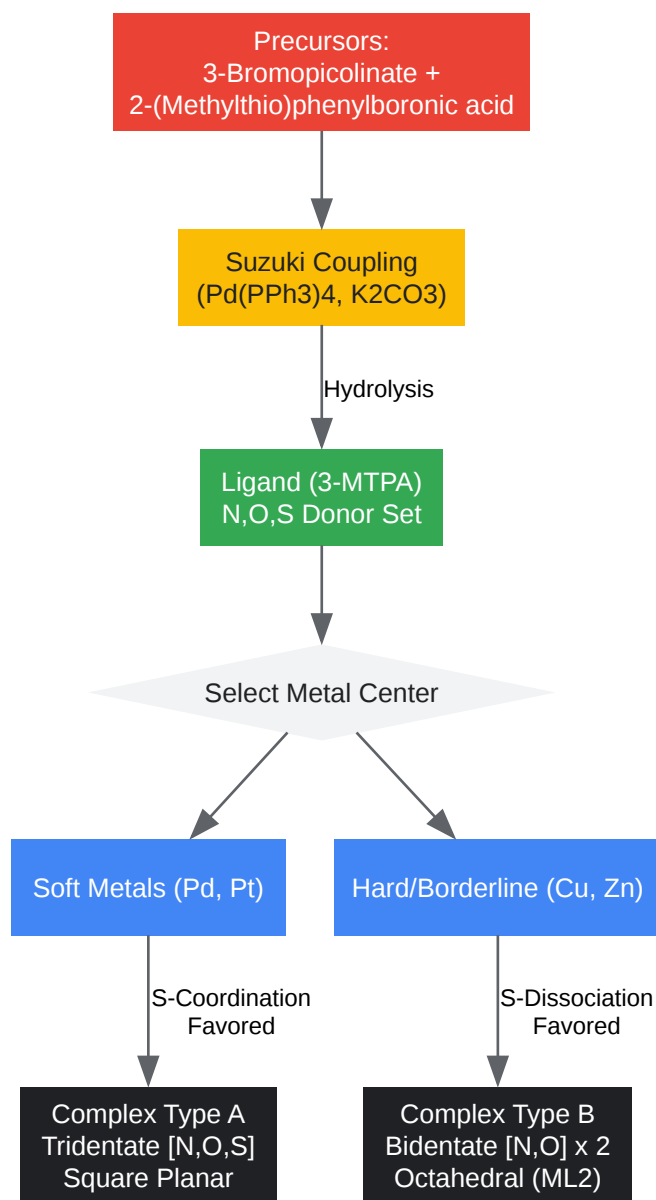 Precursors:
3-Bromopicolinate +
2-(Methylthio)phenylboronic acid
Suzuki Coupling
(Pd(PPh3)4, K2CO3)
Hydrolysis
Ligand (3-MTPA)
N,O,S Donor Set
Select Metal Center
Soft Metals (Pd, Pt)
Hard/Borderline (Cu, Zn)
S-Coordination
Favored
S-Dissociation
Favored
Complex Type A
Tridentate [N,O,S]
Square Planar
Complex Type B
Bidentate [N,O] x 2
Octahedral (ML2)